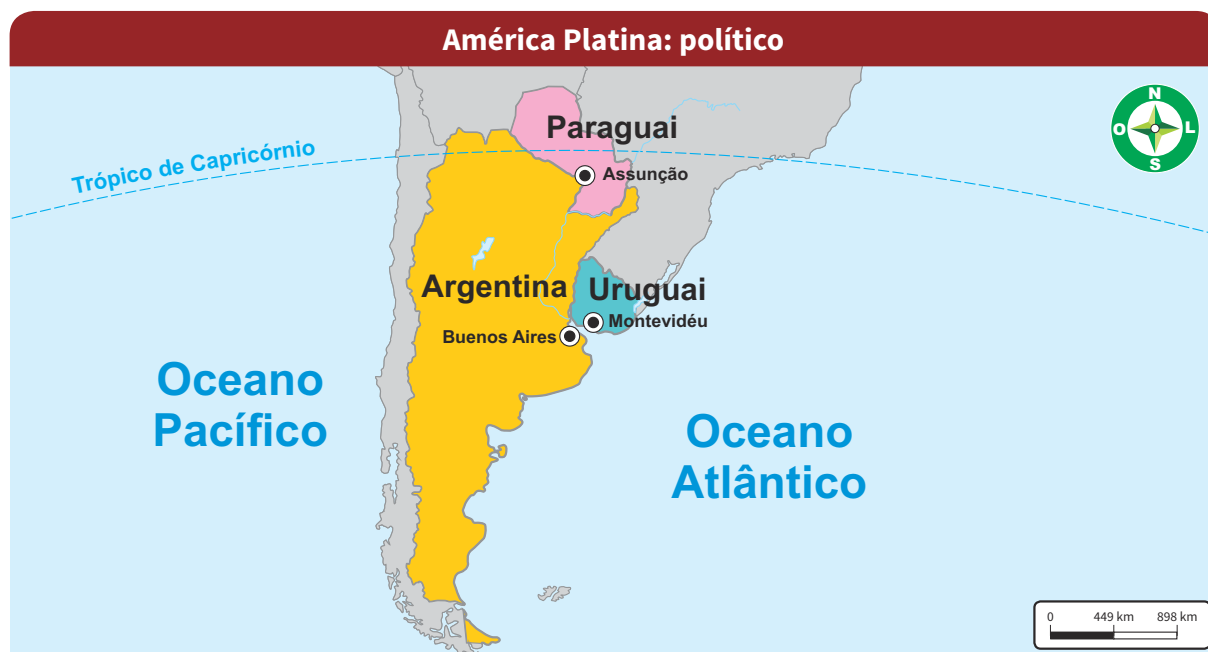 América Platina: político
N
O
L
S
Paraguai
Trópico de Capricórnio
Assunção
Argentina
Uruguai
Montevidéu
Buenos Aires
Oceano
Pacífico
Oceano
Atlântico
0 449 km 898 km